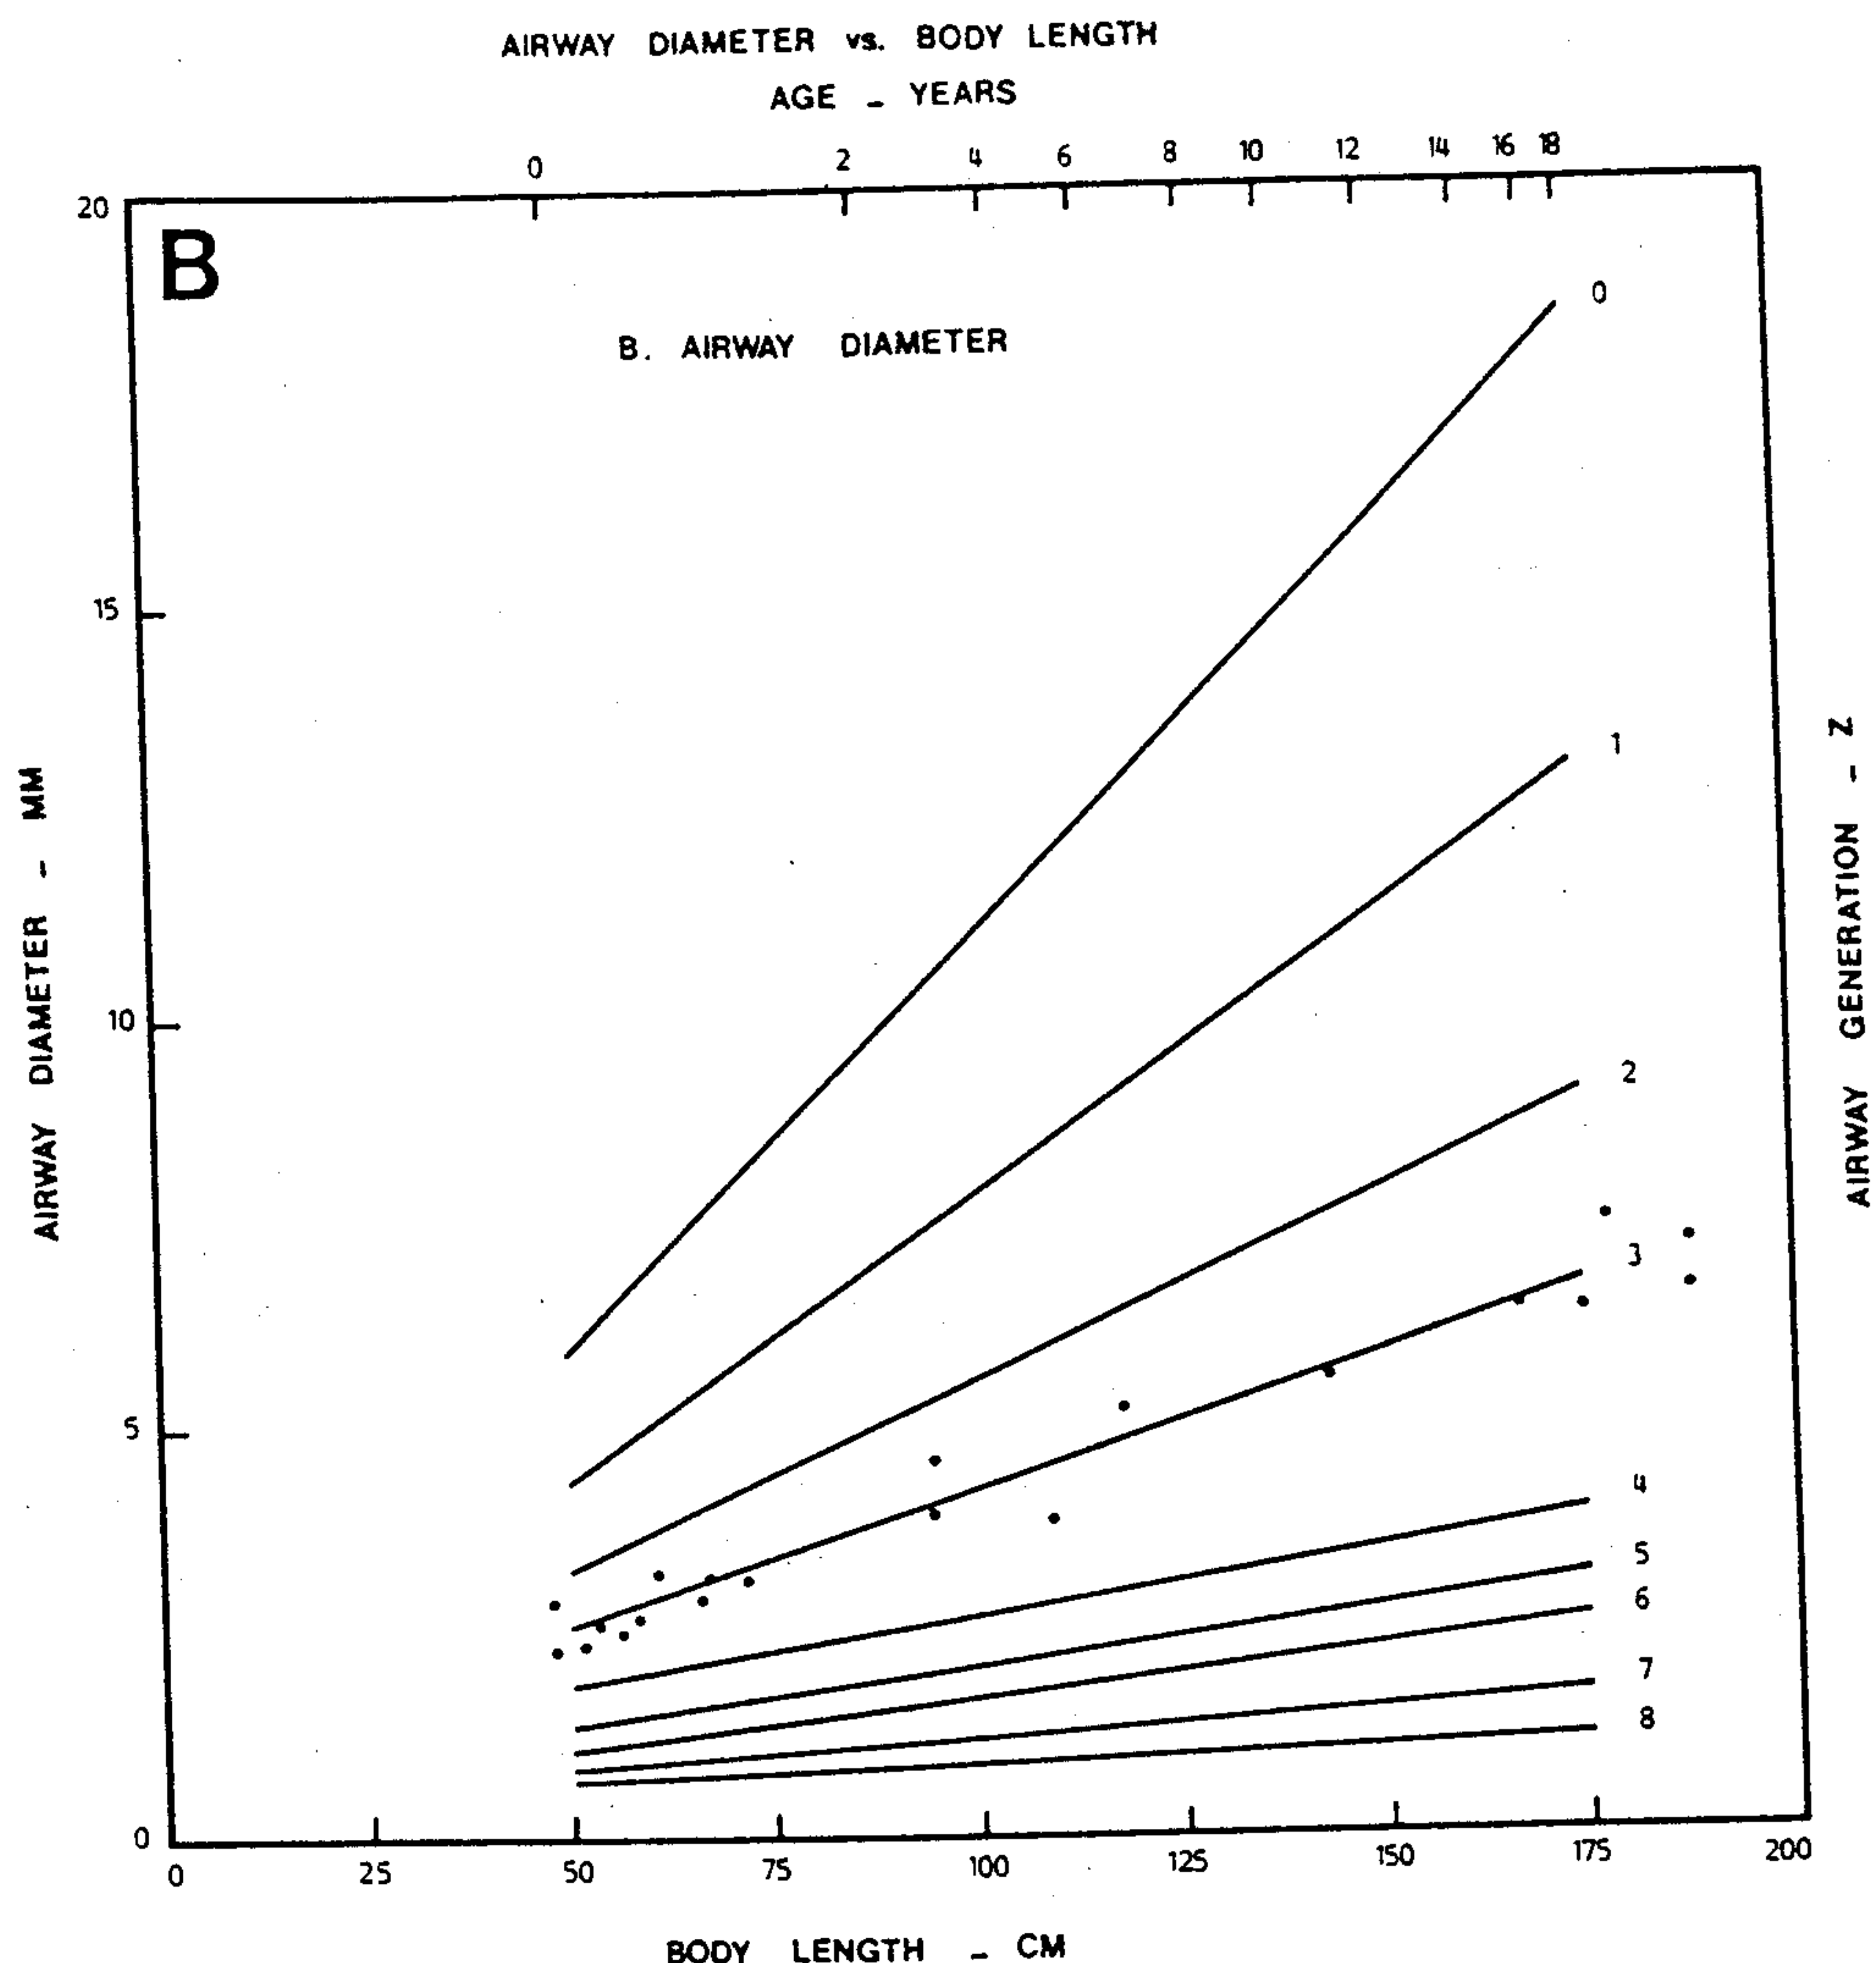 AIRWAY DIAMETER vs. BODY LENGTH
AGE - YEARS
0 2 4 6 8 10 12 14 16 18
20
B
B. AIRWAY DIAMETER
0
15
1
10
2
3
5
4
5
6
7
8
0
0 25 50 75 100 125 150 175 200
BODY LENGTH - CM
AIRWAY DIAMETER - MM
AIRWAY GENERATION - Z